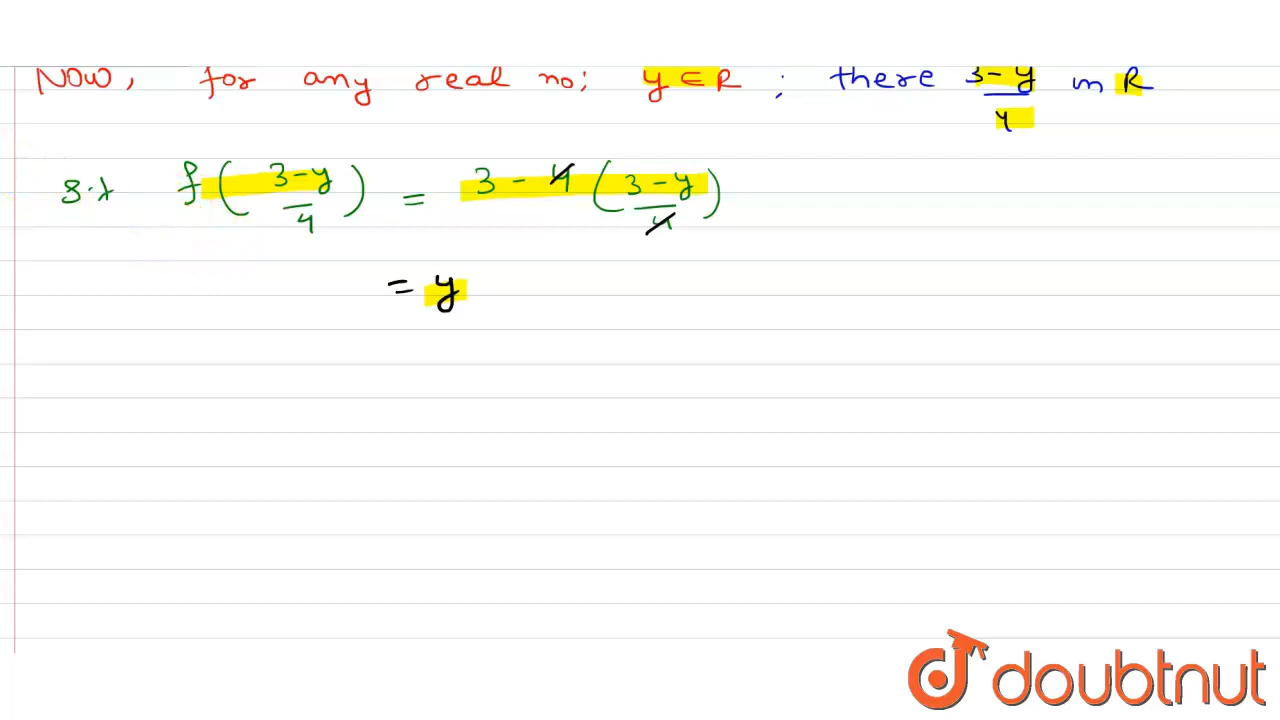 Now, for any real no; y ∈ R ; there 3-y/4 in R
s.t f(3-y/4) = 3 - 4(3-y/4)
= y
doubtnut